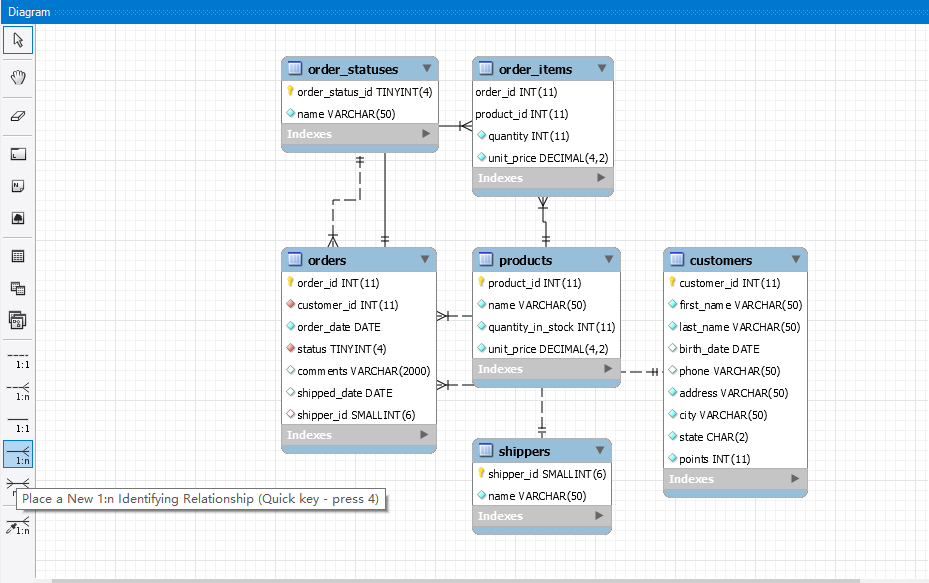 Diagram
order_statuses
order_status_id TINYINT(4)
name VARCHAR(50)
Indexes
order_items
order_id INT(11)
product_id INT(11)
quantity INT(11)
unit_price DECIMAL(4,2)
Indexes
orders
order_id INT(11)
customer_id INT(11)
order_date DATE
status TINYINT(4)
comments VARCHAR(2000)
shipped_date DATE
shipper_id SMALLINT(6)
Indexes
products
product_id INT(11)
name VARCHAR(50)
quantity_in_stock INT(11)
unit_price DECIMAL(4,2)
Indexes
customers
customer_id INT(11)
first_name VARCHAR(50)
last_name VARCHAR(50)
birth_date DATE
phone VARCHAR(50)
address VARCHAR(50)
city VARCHAR(50)
state CHAR(2)
points INT(11)
Indexes
shippers
shipper_id SMALLINT(6)
name VARCHAR(50)
Indexes
1:1
1:n
1:1
1:n
Place a New 1:n Identifying Relationship (Quick key - press 4)
1:n